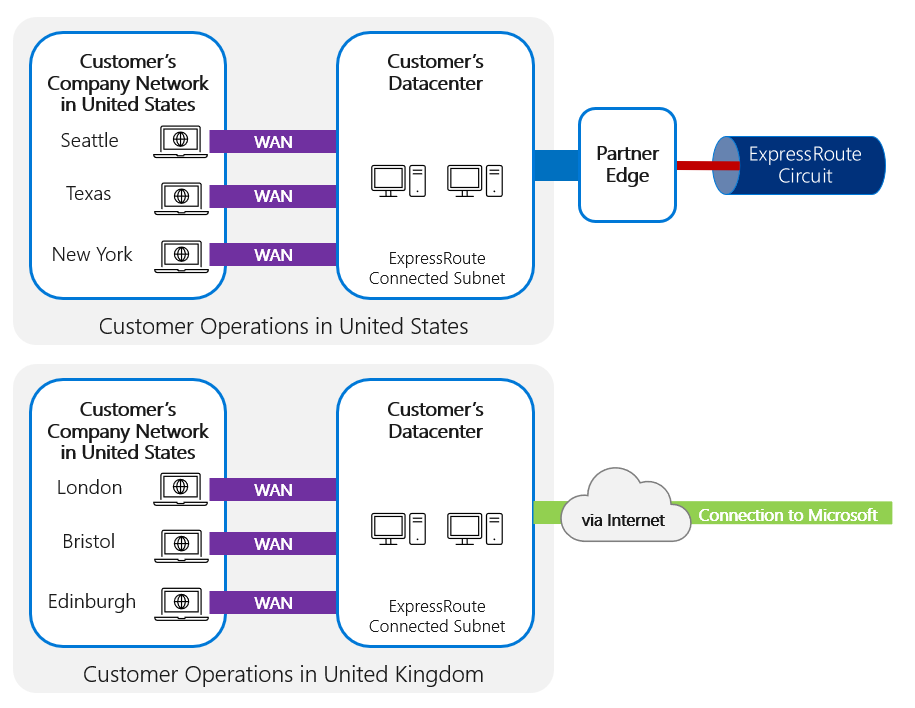 Customer's
Company Network
in United States
Seattle
WAN
Texas
WAN
New York
WAN
Customer's
Datacenter
ExpressRoute
Connected Subnet
Customer Operations in United States
Partner
Edge
ExpressRoute
Circuit
Customer's
Company Network
in United States
London
WAN
Bristol
WAN
Edinburgh
WAN
Customer's
Datacenter
ExpressRoute
Connected Subnet
Customer Operations in United Kingdom
via Internet
Connection to Microsoft